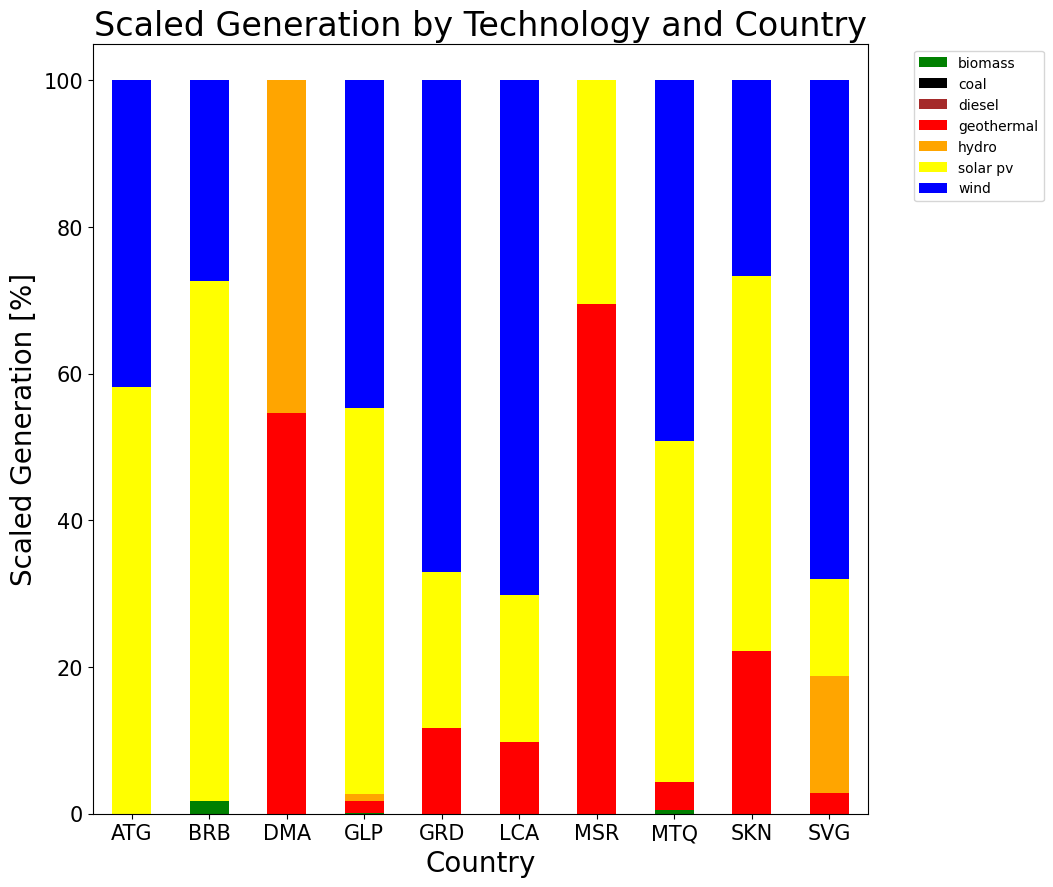 Scaled Generation by Technology and Country
Scaled Generation [%]
100
80
60
40
20
0
ATG BRB DMA GLP GRD LCA MSR MTQ SKN SVG
Country
biomass
coal
diesel
geothermal
hydro
solar pv
wind